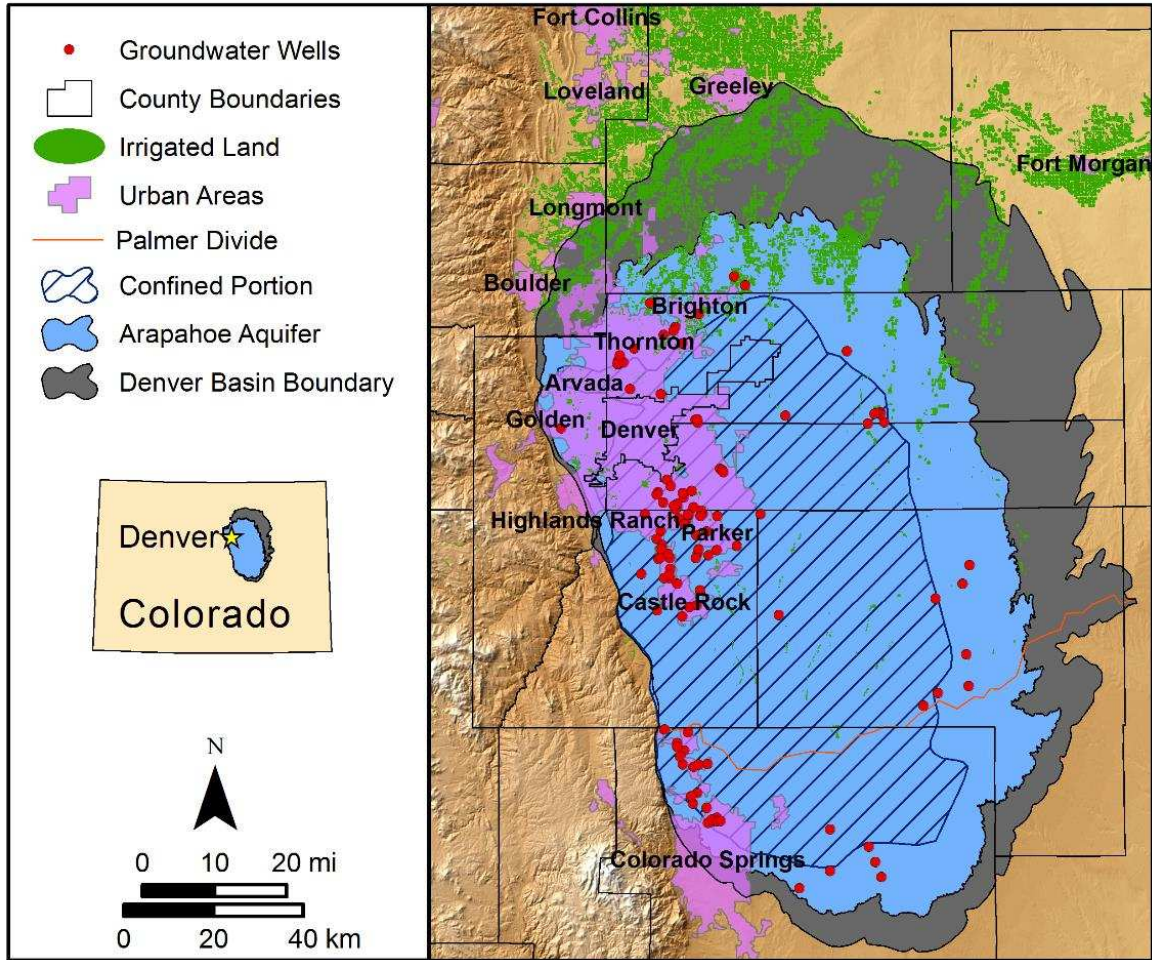 Groundwater Wells
County Boundaries
Irrigated Land
Urban Areas
Palmer Divide
Confined Portion
Arapahoe Aquifer
Denver Basin Boundary
Denver
Colorado
N
0 10 20 mi
0 20 40 km
Fort Collins
Loveland
Greeley
Fort Morgan
Longmont
Boulder
Brighton
Thornton
Arvada
Golden
Denver
Highlands Ranch
Parker
Castle Rock
Colorado Springs